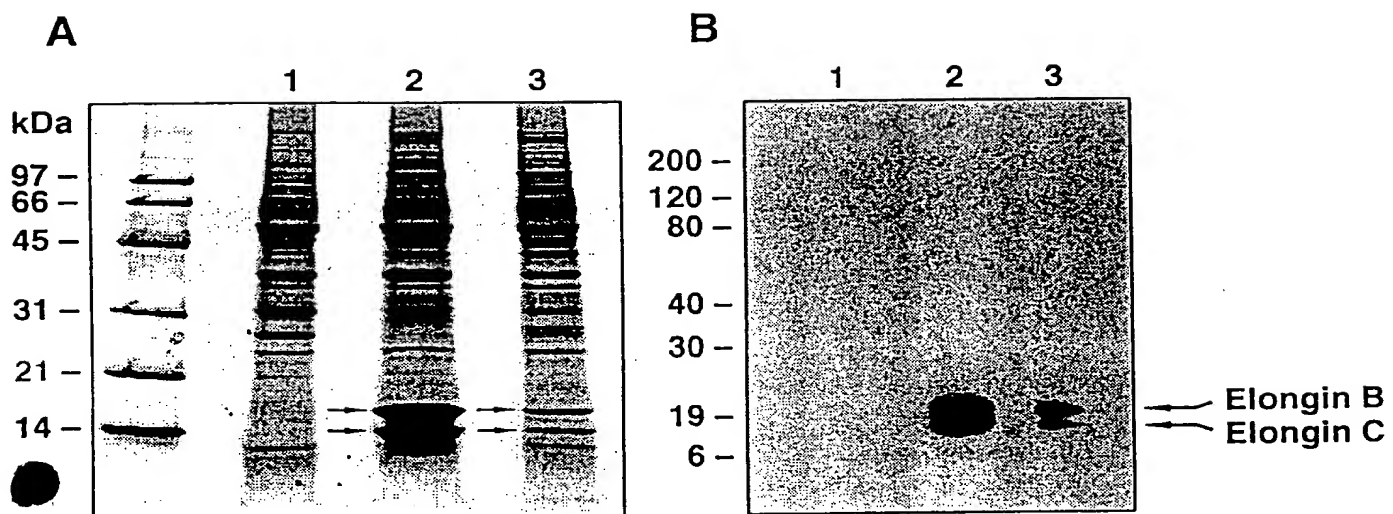 A
B
1 2 3
1 2 3
kDa
97 –
66 –
45 –
31 –
21 –
14 –
200 –
120 –
80 –
40 –
30 –
19 –
6 –
Elongin B
Elongin C